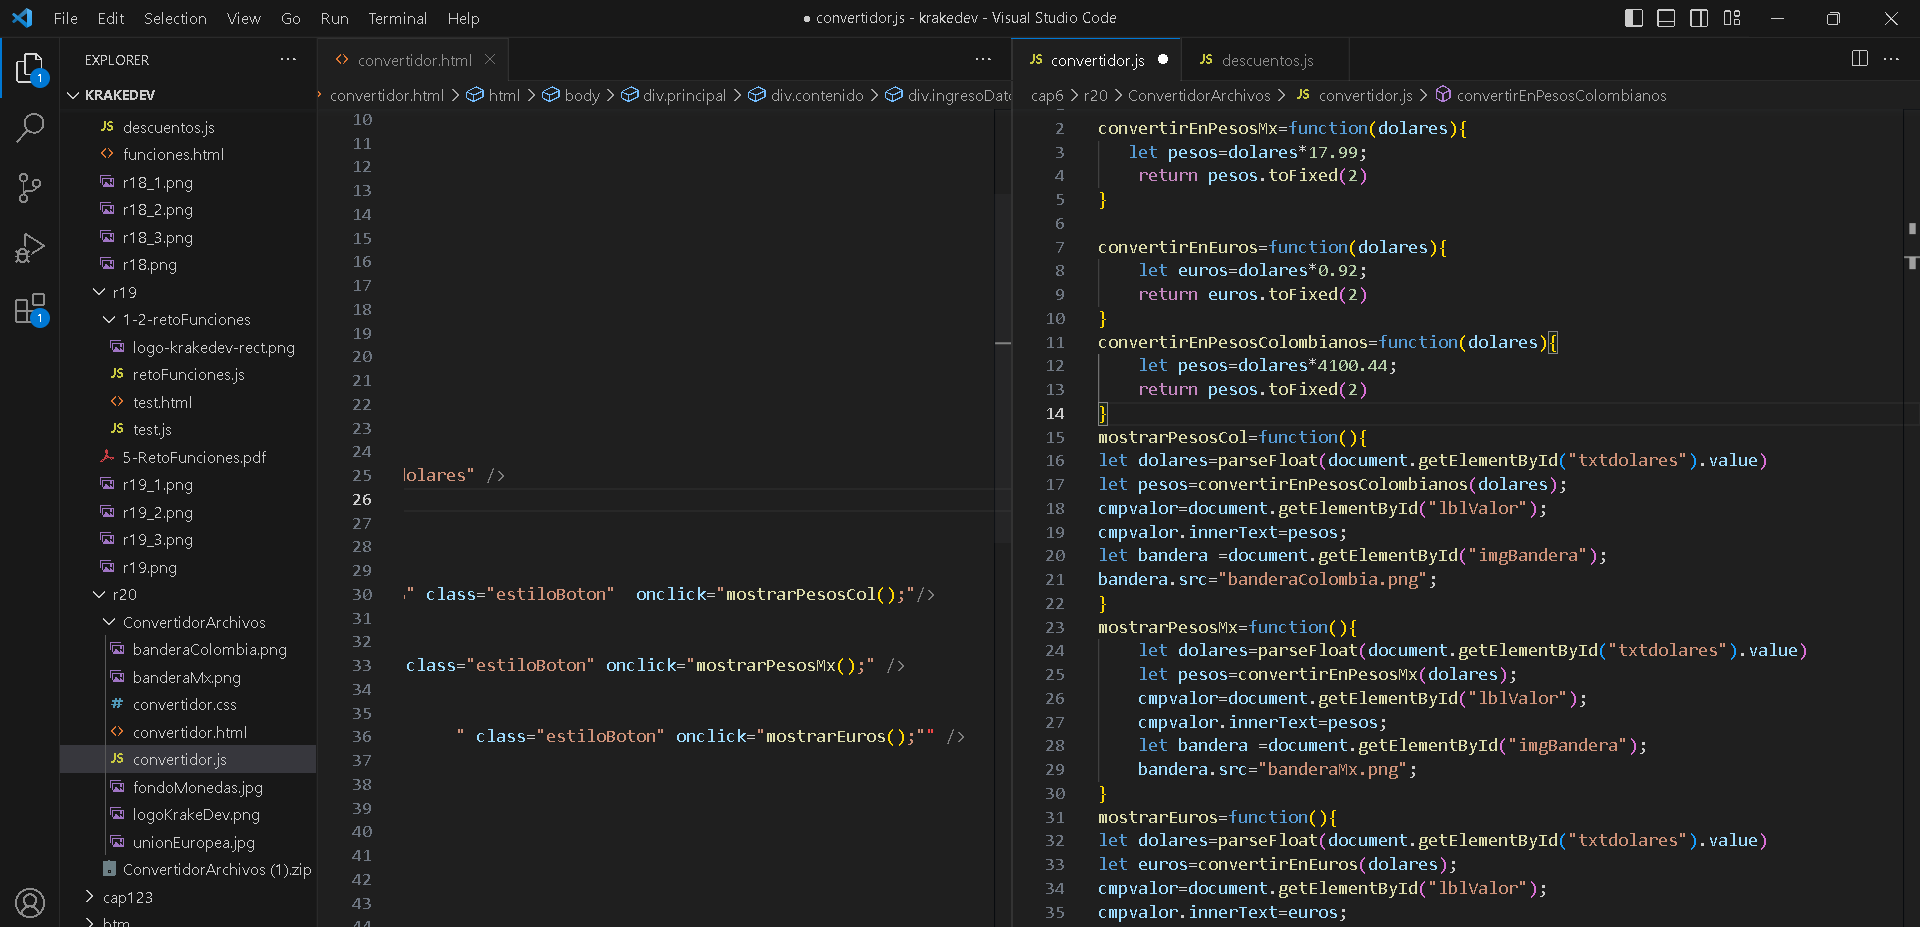 File Edit Selection View Go Run Terminal Help
● convertidor.js - krakedev - Visual Studio Code
EXPLORER
KRAKEDEV
descuentos.js
funciones.html
r18_1.png
r18_2.png
r18_3.png
r18.png
r19
1-2-retoFunciones
logo-krakedev-rect.png
retoFunciones.js
test.html
test.js
5-RetoFunciones.pdf
r19_1.png
r19_2.png
r19_3.png
r19.png
r20
ConvertidorArchivos
banderaColombia.png
banderaMx.png
convertidor.css
convertidor.html
convertidor.js
fondoMonedas.jpg
logoKrakeDev.png
unionEuropea.jpg
ConvertidorArchivos (1).zip
cap123
htm
1
1
convertidor.html
convertidor.html > html > body > div.principal > div.contenido > div.ingresoDato
10
11
12
13
14
15
16
17
18
19
20
21
22
23
24
25 dolares" />
26
27
28
29
30 " class="estiloBoton"  onclick="mostrarPesosCol();"/>
31
32
33 class="estiloBoton" onclick="mostrarPesosMx();" />
34
35
36 " class="estiloBoton" onclick="mostrarEuros();"" />
37
38
39
40
41
42
43
44
JS convertidor.js ●
JS descuentos.js
cap6 > r20 > ConvertidorArchivos > JS convertidor.js > convertirEnPesosColombianos
2 convertirEnPesosMx=function(dolares){
3 let pesos=dolares*17.99;
4 return pesos.toFixed(2)
5 }
6
7 convertirEnEuros=function(dolares){
8 let euros=dolares*0.92;
9 return euros.toFixed(2)
10 }
11 convertirEnPesosColombianos=function(dolares){
12 let pesos=dolares*4100.44;
13 return pesos.toFixed(2)
14 }
15 mostrarPesosCol=function(){
16 let dolares=parseFloat(document.getElementById("txtdolares").value)
17 let pesos=convertirEnPesosColombianos(dolares);
18 cmpvalor=document.getElementById("lblValor");
19 cmpvalor.innerText=pesos;
20 let bandera =document.getElementById("imgBandera");
21 bandera.src="banderaColombia.png";
22 }
23 mostrarPesosMx=function(){
24 let dolares=parseFloat(document.getElementById("txtdolares").value)
25 let pesos=convertirEnPesosMx(dolares);
26 cmpvalor=document.getElementById("lblValor");
27 cmpvalor.innerText=pesos;
28 let bandera =document.getElementById("imgBandera");
29 bandera.src="banderaMx.png";
30 }
31 mostrarEuros=function(){
32 let dolares=parseFloat(document.getElementById("txtdolares").value)
33 let euros=convertirEnEuros(dolares);
34 cmpvalor=document.getElementById("lblValor");
35 cmpvalor.innerText=euros;